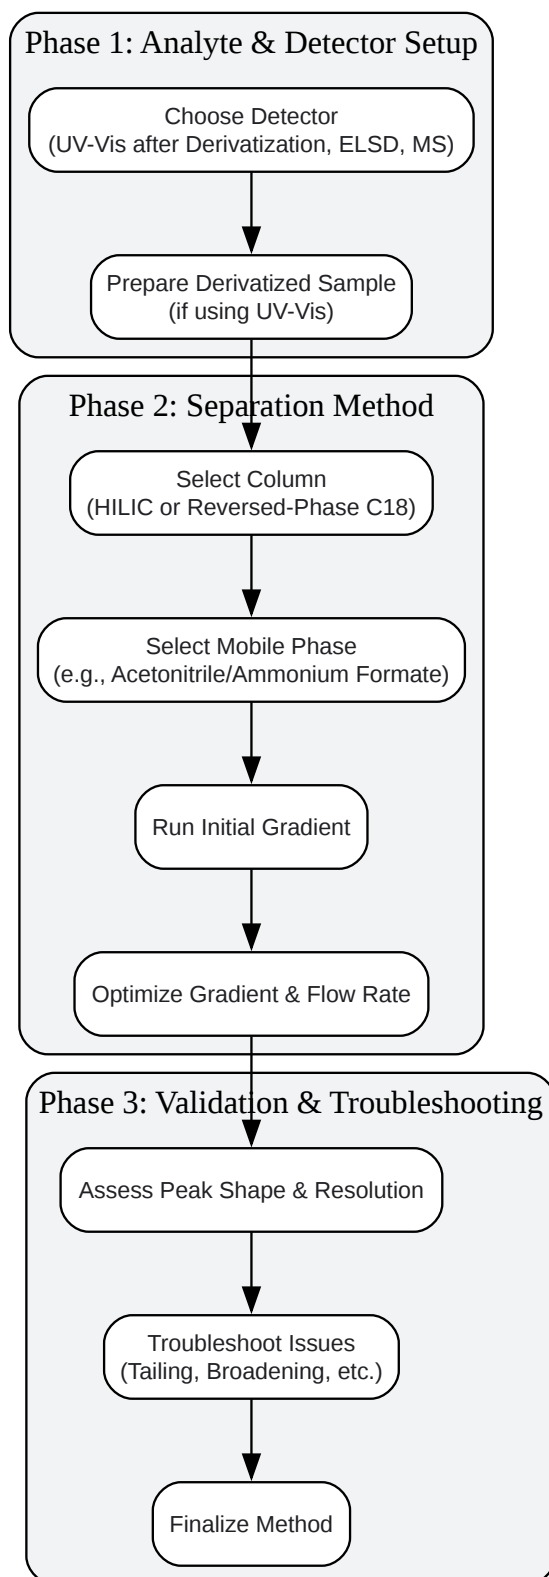 Phase 1: Analyte & Detector Setup
Choose Detector
(UV-Vis after Derivatization, ELSD, MS)
Prepare Derivatized Sample
(if using UV-Vis)
Phase 2: Separation Method
Select Column
(HILIC or Reversed-Phase C18)
Select Mobile Phase
(e.g., Acetonitrile/Ammonium Formate)
Run Initial Gradient
Optimize Gradient & Flow Rate
Phase 3: Validation & Troubleshooting
Assess Peak Shape & Resolution
Troubleshoot Issues
(Tailing, Broadening, etc.)
Finalize Method